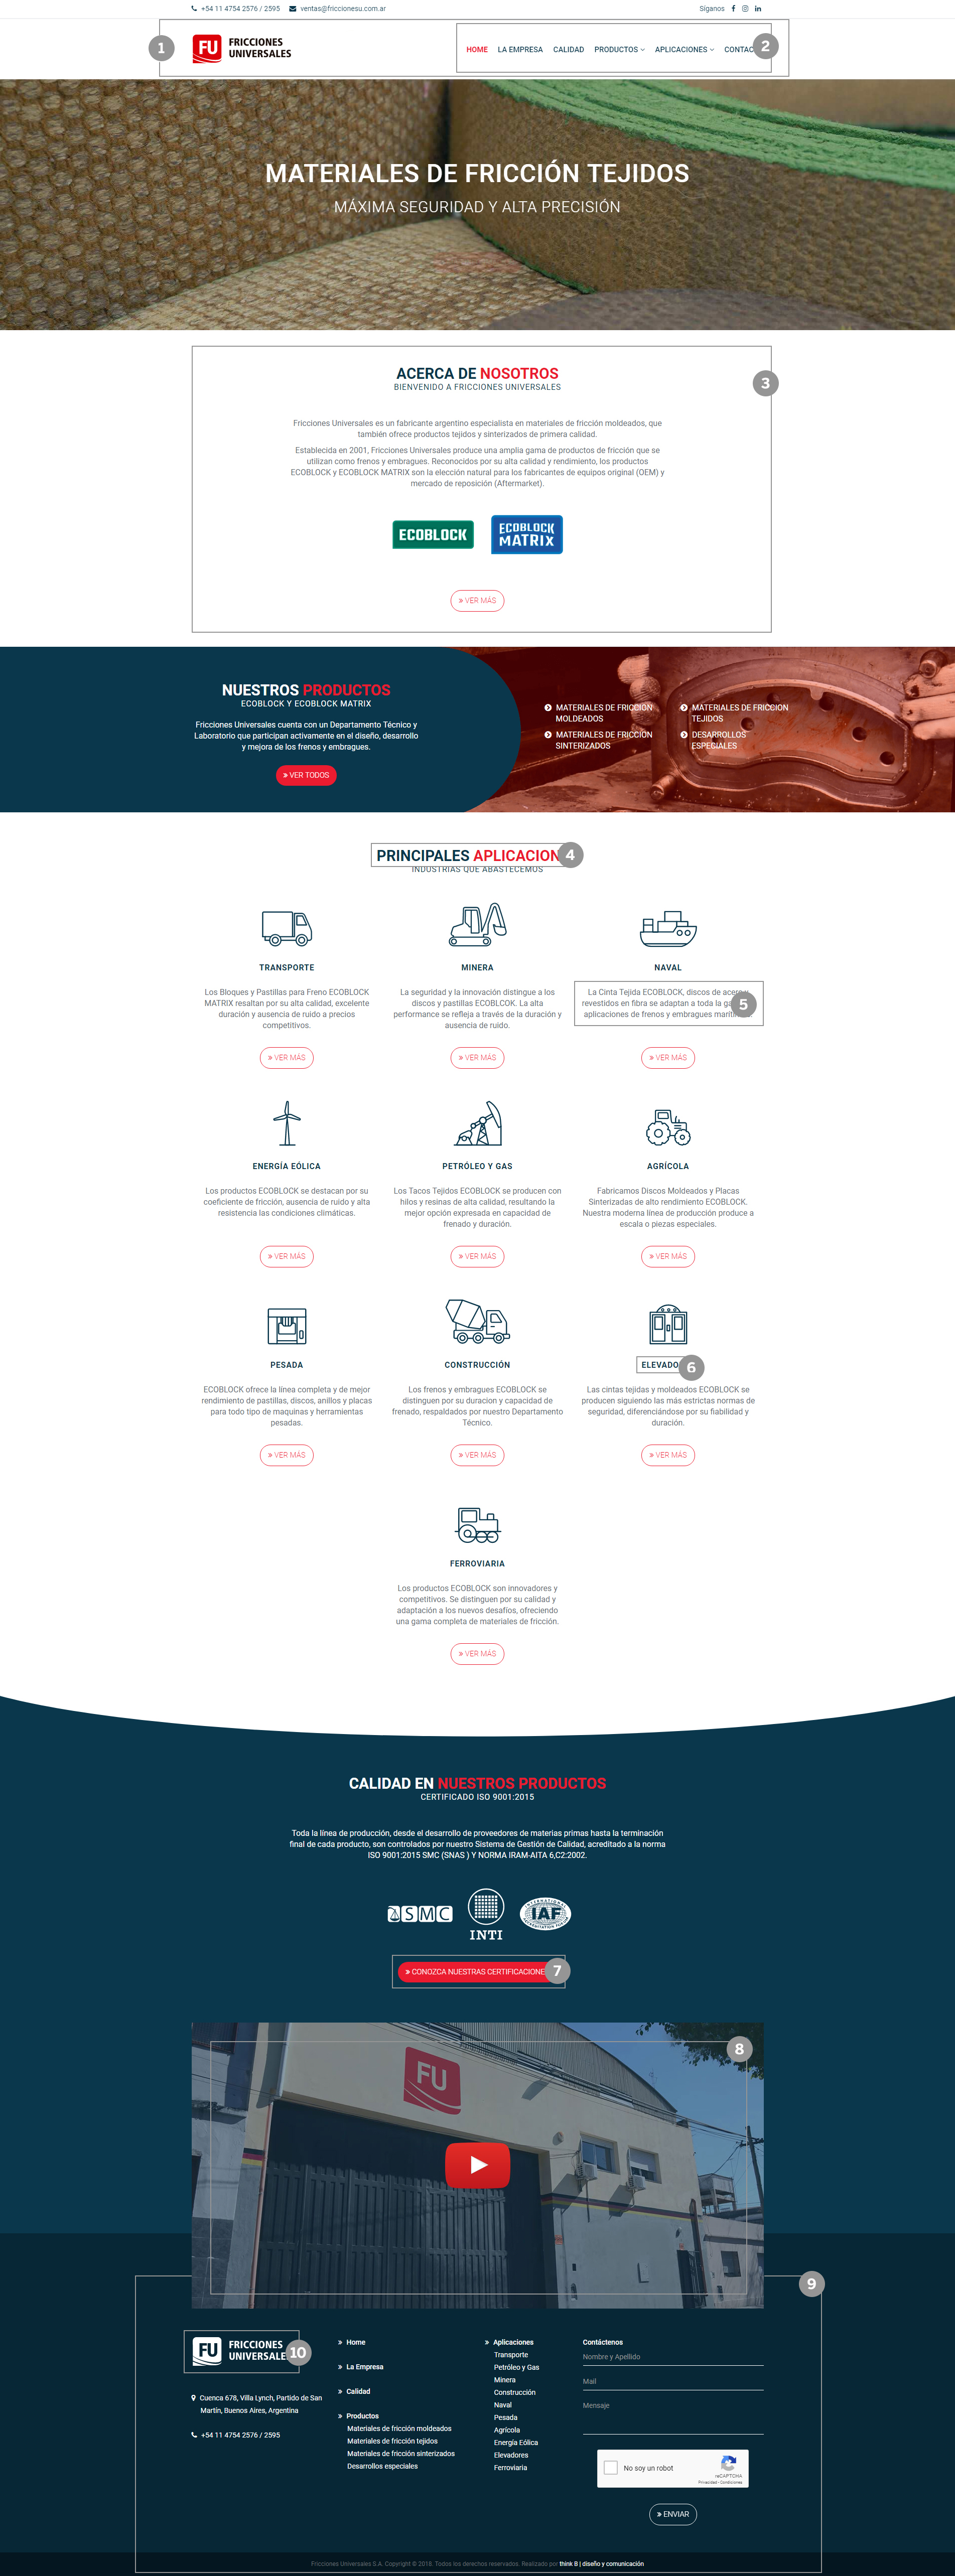 +54 11 4754 2576 / 2595 ventas@friccionesu.com.ar Síganos
1
FU FRICCIONES
UNIVERSALES
HOME LA EMPRESA CALIDAD PRODUCTOS APLICACIONES CONTAC
2
MATERIALES DE FRICCIÓN TEJIDOS
MÁXIMA SEGURIDAD Y ALTA PRECISIÓN
ACERCA DE NOSOTROS
3
BIENVENIDO A FRICCIONES UNIVERSALES
Fricciones Universales es un fabricante argentino especialista en materiales de fricción moldeados, que
también ofrece productos tejidos y sinterizados de primera calidad.
Establecida en 2001, Fricciones Universales produce una amplia gama de productos de fricción que se
utilizan como frenos y embragues. Reconocidos por su alta calidad y rendimiento, los productos
ECOBLOCK y ECOBLOCK MATRIX son la elección natural para los fabricantes de equipos original (OEM) y
mercado de reposición (Aftermarket).
ECOBLOCK
ECOBLOCK
MATRIX
» VER MÁS
NUESTROS PRODUCTOS
ECOBLOCK Y ECOBLOCK MATRIX
Fricciones Universales cuenta con un Departamento Técnico y
Laboratorio que participan activamente en el diseño, desarrollo
y mejora de los frenos y embragues.
» VER TODOS
MATERIALES DE FRICCIÓN
MOLDEADOS
MATERIALES DE FRICCION
TEJIDOS
MATERIALES DE FRICCIÓN
SINTERIZADOS
DESARROLLOS
ESPECIALES
PRINCIPALES APLICACION
4
INDUSTRIAS QUE ABASTECEMOS
TRANSPORTE
Los Bloques y Pastillas para Freno ECOBLOCK
MATRIX resaltan por su alta calidad, excelente
duración y ausencia de ruido a precios
competitivos.
» VER MÁS
MINERA
La seguridad y la innovación distingue a los
discos y pastillas ECOBLCOK. La alta
performance se refleja a través de la duración y
ausencia de ruido.
» VER MÁS
NAVAL
La Cinta Tejida ECOBLOCK, discos de acero
revestidos en fibra se adaptan a toda la
aplicaciones de frenos y embragues
5
» VER MÁS
ENERGÍA EÓLICA
Los productos ECOBLOCK se destacan por su
coeficiente de fricción, ausencia de ruido y alta
resistencia las condiciones climáticas.
» VER MÁS
PETRÓLEO Y GAS
Los Tacos Tejidos ECOBLOCK se producen con
hilos y resinas de alta calidad, resultando la
mejor opción expresada en capacidad de
frenado y duración.
» VER MÁS
AGRÍCOLA
Fabricamos Discos Moldeados y Placas
Sinterizadas de alto rendimiento ECOBLOCK.
Nuestra moderna línea de producción produce a
escala o piezas especiales.
» VER MÁS
PESADA
ECOBLOCK ofrece la línea completa y de mejor
rendimiento de pastillas, discos, anillos y placas
para todo tipo de maquinas y herramientas
pesadas.
» VER MÁS
CONSTRUCCIÓN
Los frenos y embragues ECOBLOCK se
distinguen por su duracion y capacidad de
frenado, respaldados por nuestro Departamento
Técnico.
» VER MÁS
ELEVADO
6
Las cintas tejidas y moldeados ECOBLOCK se
producen siguiendo las más estrictas normas de
seguridad, diferenciándose por su fiabilidad y
duración.
» VER MÁS
FERROVIARIA
Los productos ECOBLOCK son innovadores y
competitivos. Se distinguen por su calidad y
adaptación a los nuevos desafíos, ofreciendo
una gama completa de materiales de fricción.
» VER MÁS
CALIDAD EN NUESTROS PRODUCTOS
CERTIFICADO ISO 9001:2015
Toda la línea de producción, desde el desarrollo de proveedores de materias primas hasta la terminación
final de cada producto, son controlados por nuestro Sistema de Gestión de Calidad, acreditado a la norma
ISO 9001:2015 SMC (SNAS ) Y NORMA IRAM-AITA 6,C2:2002.
SMC
INTI
IAF
» CONOZCA NUESTRAS CERTIFICACIONE
7
8
FU
9
FU FRICCIONES
UNIVERSALE
10
Cuenca 678, Villa Lynch, Partido de San
Martín, Buenos Aires, Argentina
+54 11 4754 2576 / 2595
» Home
» La Empresa
» Calidad
» Productos
Materiales de fricción moldeados
Materiales de fricción tejidos
Materiales de fricción sinterizados
Desarrollos especiales
» Aplicaciones
Transporte
Petróleo y Gas
Minera
Construcción
Naval
Pesada
Agrícola
Energía Eólica
Elevadores
Ferroviaria
Contáctenos
Nombre y Apellido
Mail
Mensaje
No soy un robot
reCAPTCHA
Privacidad - Condiciones
» ENVIAR
Fricciones Universales S.A. Copyright © 2018. Todos los derechos reservados. Realizado por think B | diseño y comunicación